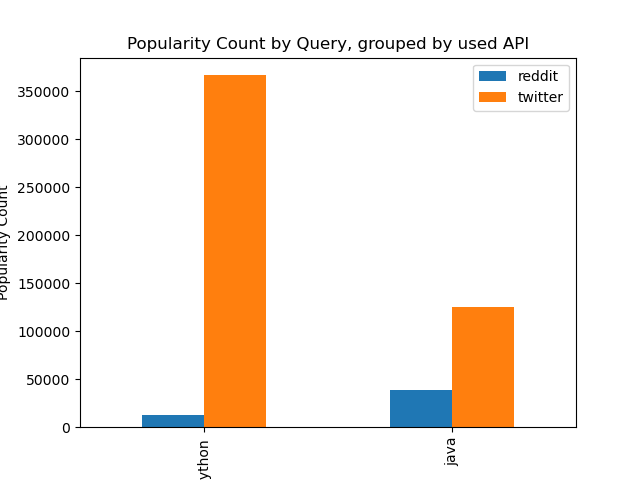 Popularity Count by Query, grouped by used API
reddit
twitter
350000
300000
250000
200000
150000
100000
50000
0
Popularity Count
ython
java